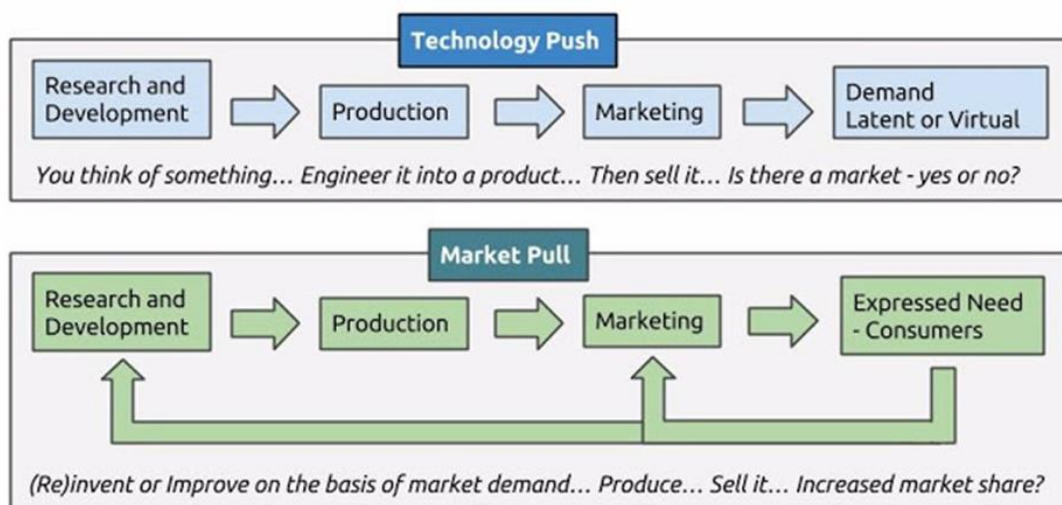 Technology Push
Research and
Development
Production
Marketing
Demand
Latent or Virtual
You think of something... Engineer it into a product... Then sell it... Is there a market - yes or no?
Market Pull
Research and
Development
Production
Marketing
Expressed Need
- Consumers
(Re)invent or Improve on the basis of market demand... Produce... Sell it... Increased market share?